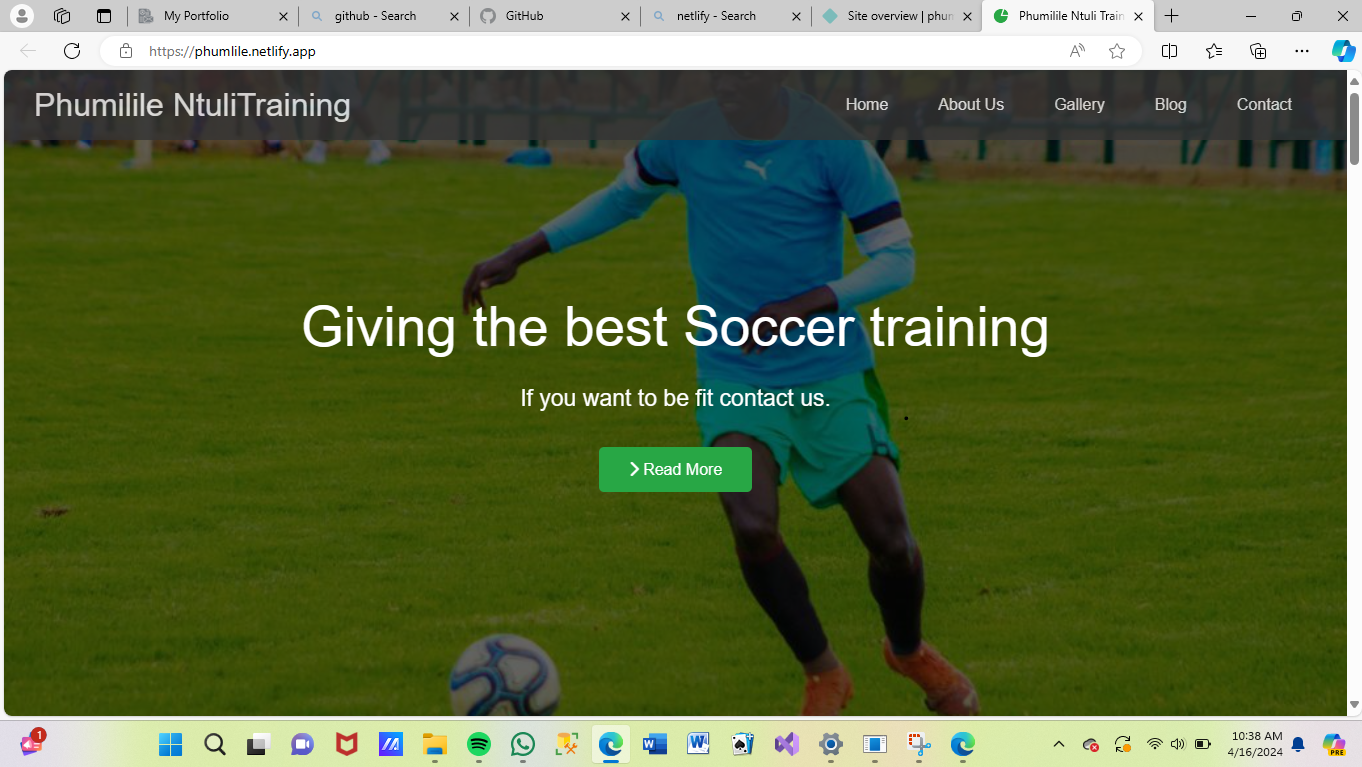 My Portfolio
github - Search
GitHub
netlify - Search
Site overview | phum
Phumilile Ntuli Train
https://phumlile.netlify.app
Phumilile NtuliTraining
Home
About Us
Gallery
Blog
Contact
Giving the best Soccer training
If you want to be fit contact us.
Read More
1
10:38 AM
4/16/2024
PRE